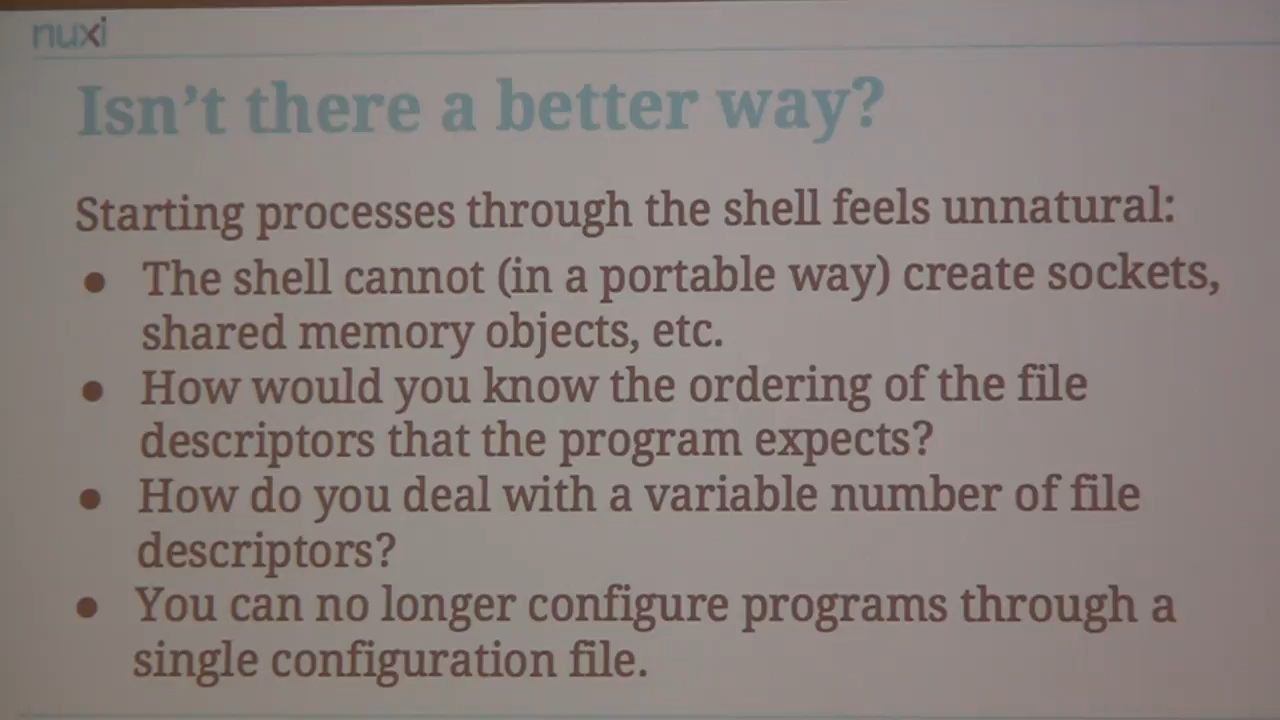 nuxi
Isn't there a better way?
Starting processes through the shell feels unnatural:
● The shell cannot (in a portable way) create sockets,
shared memory objects, etc.
● How would you know the ordering of the file
descriptors that the program expects?
● How do you deal with a variable number of file
descriptors?
● You can no longer configure programs through a
single configuration file.